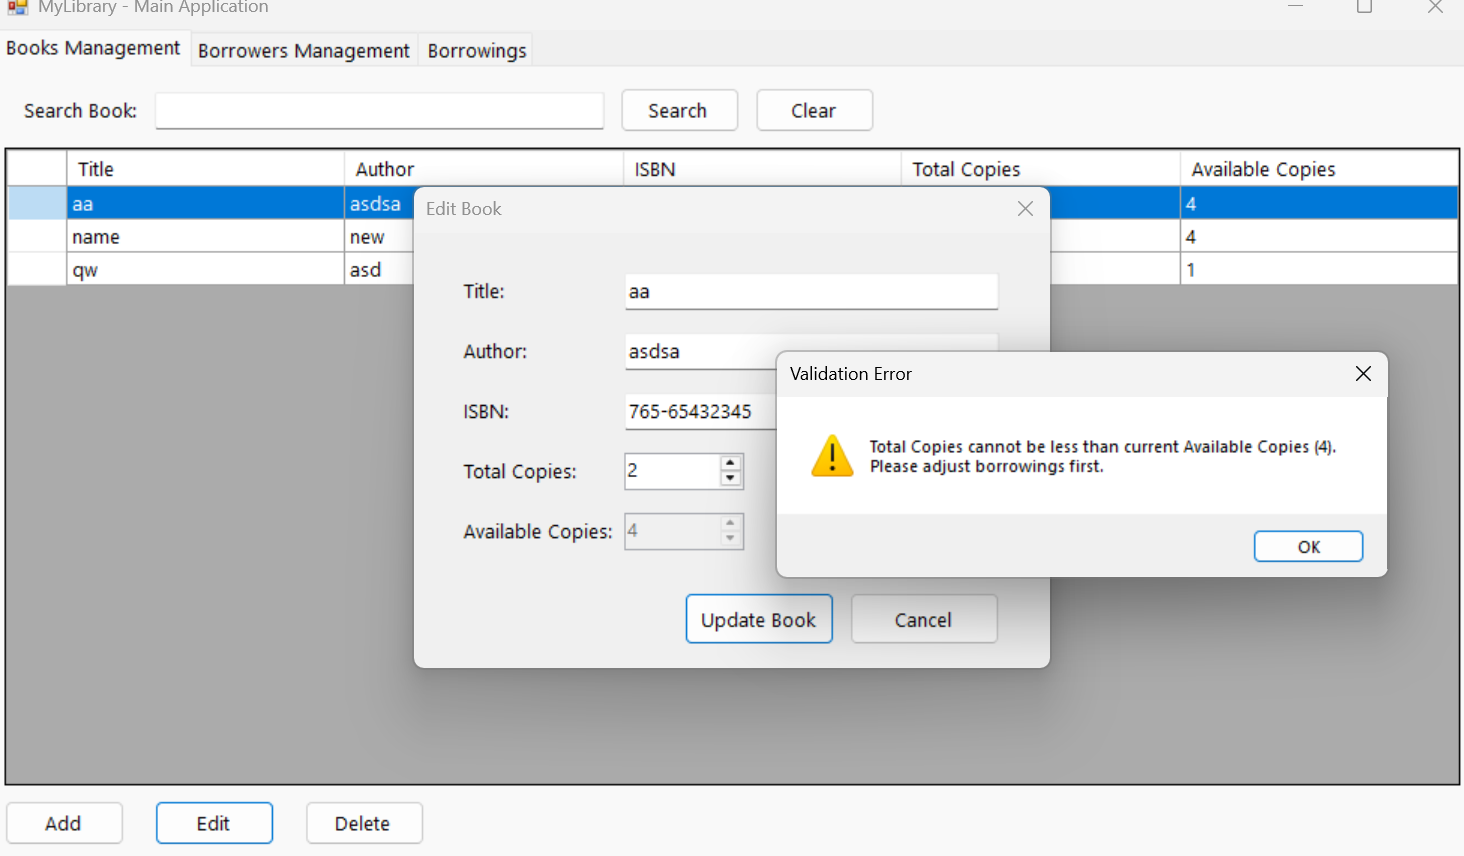 MyLibrary - Main Application
Books Management Borrowers Management Borrowings
Search Book: Search Clear
Title Author ISBN Total Copies Available Copies
aa asdsa 4
name new 4
qw asd 1
Edit Book
Title: aa
Author: asdsa
ISBN: 765-65432345
Total Copies: 2
Available Copies: 4
Update Book Cancel
Validation Error
Total Copies cannot be less than current Available Copies (4).
Please adjust borrowings first.
OK
Add Edit Delete